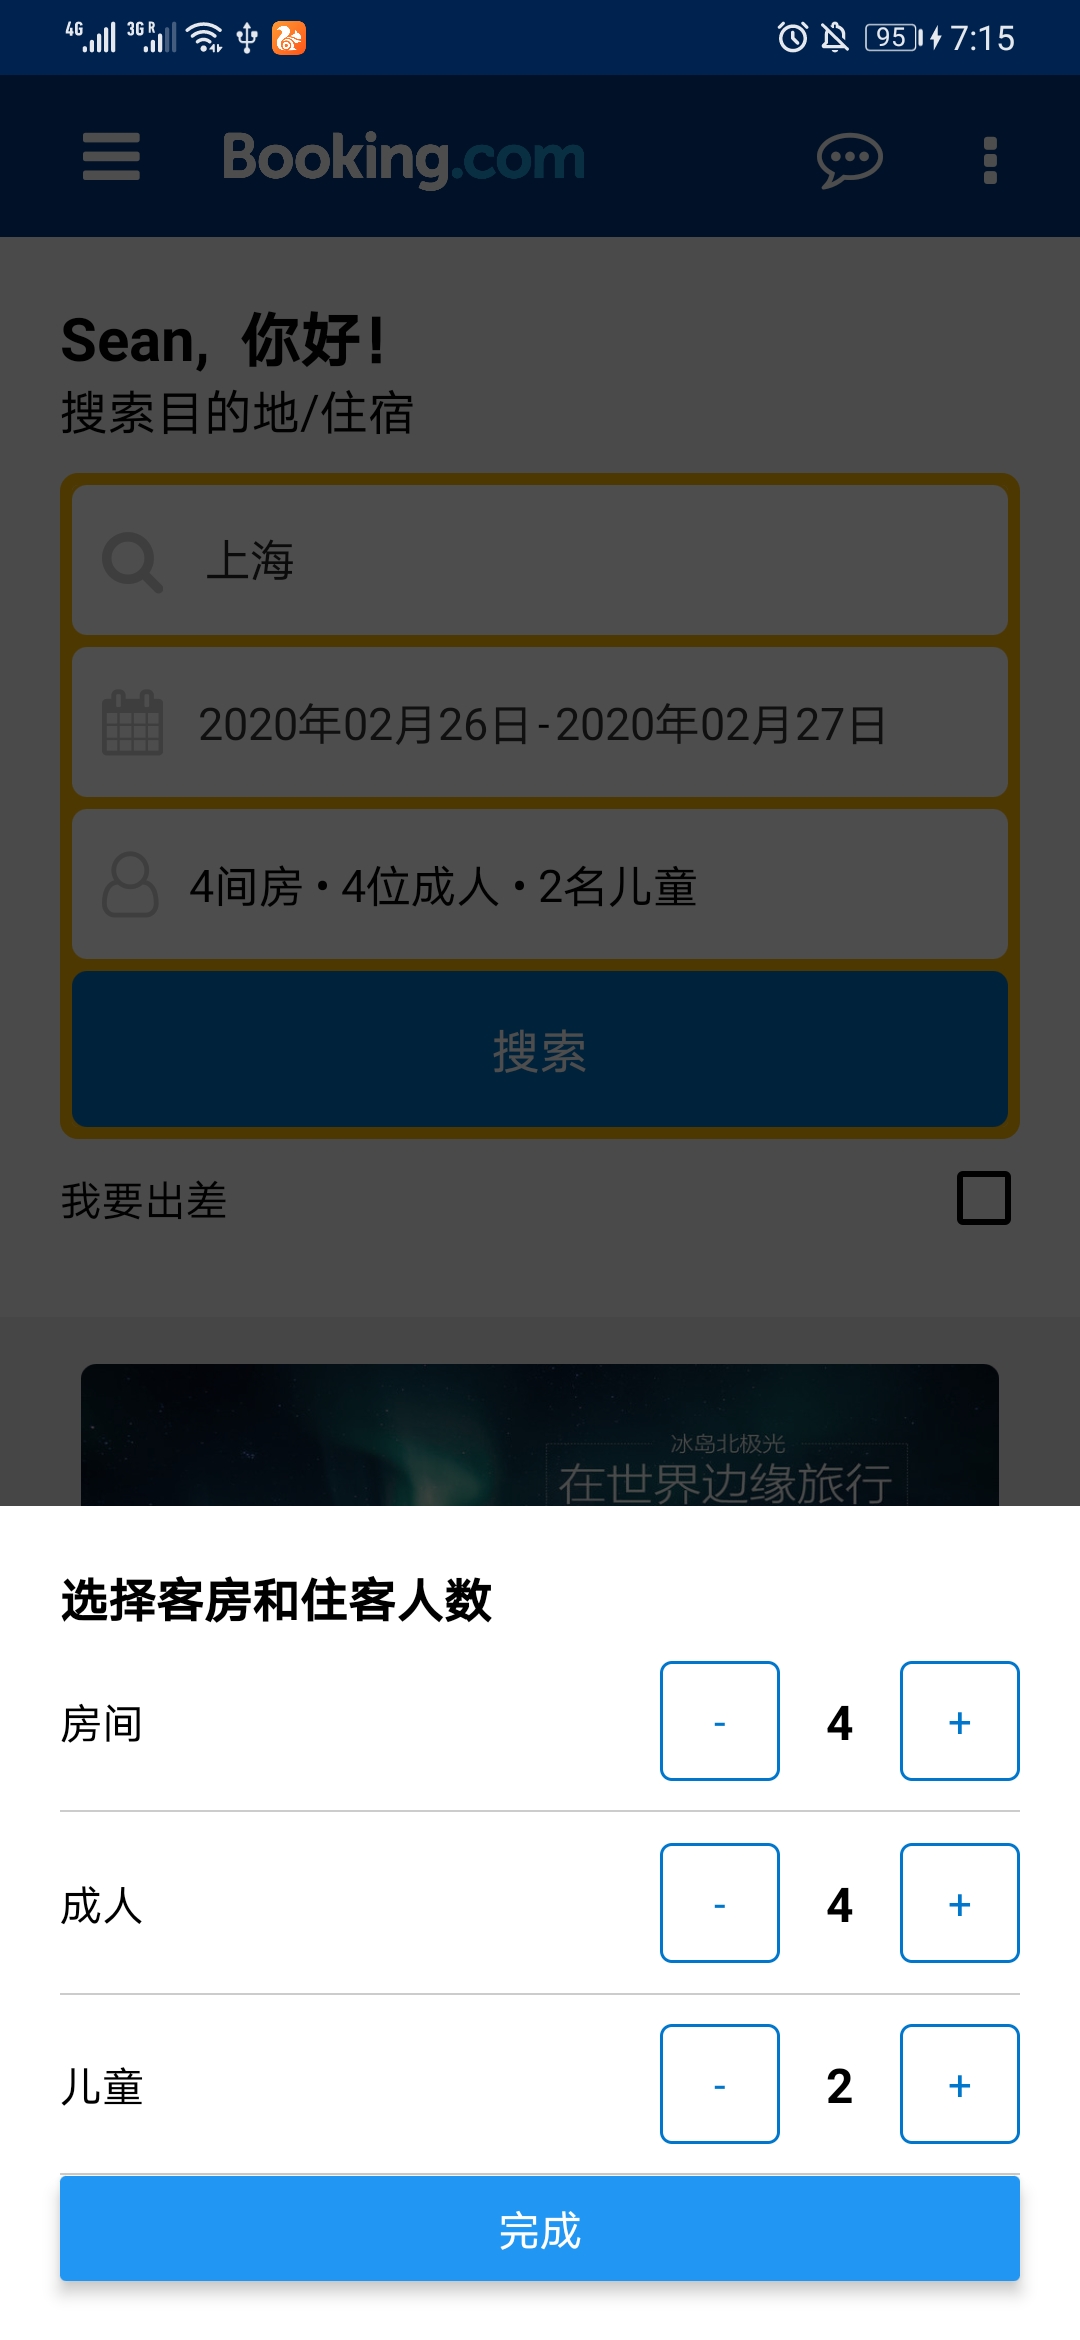 4G 3G R 95 7:15
Booking.com
Sean, 你好!
搜索目的地/住宿
上海
2020年02月26日-2020年02月27日
4间房 • 4位成人 • 2名儿童
搜索
我要出差
冰岛北极光
在世界边缘旅行
选择客房和住客人数
房间 - 4 +
成人 - 4 +
儿童 - 2 +
完成